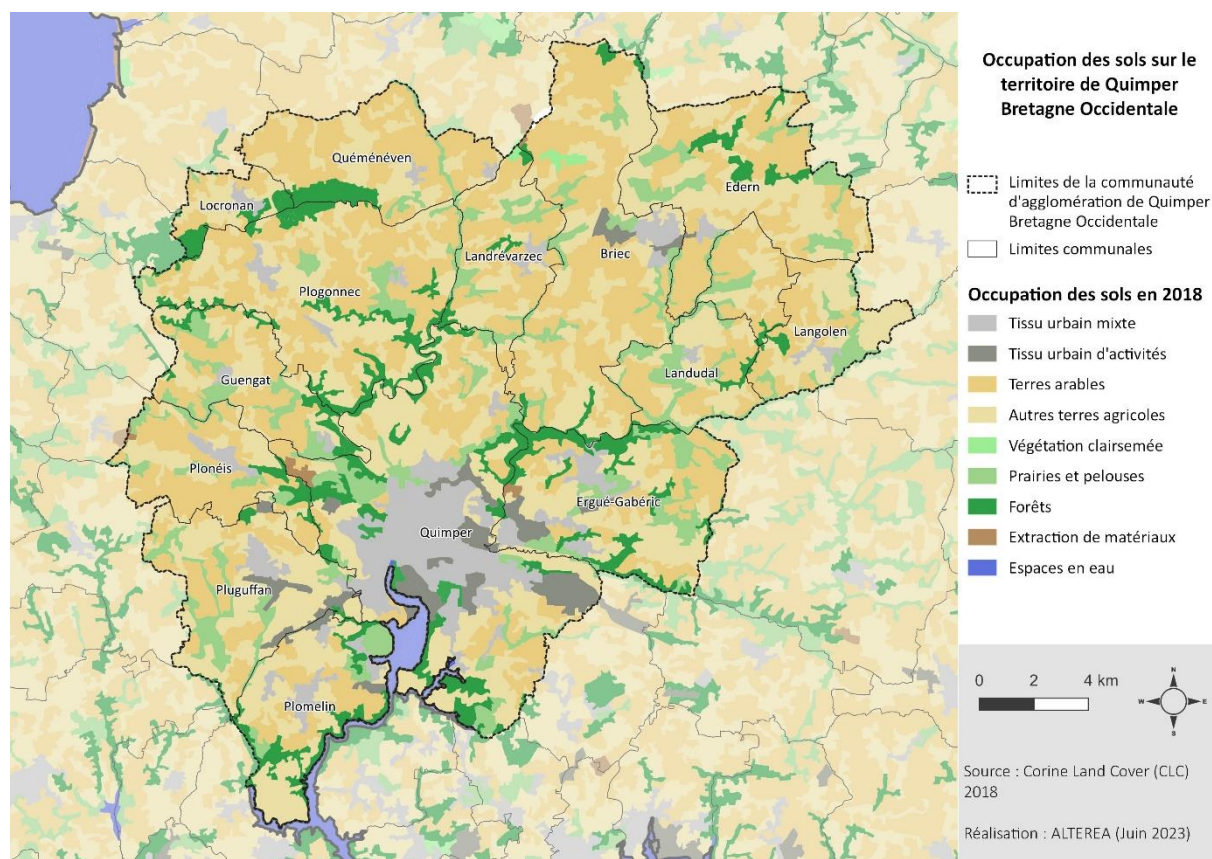 Occupation des sols sur le
territoire de Quimper
Bretagne Occidentale
Limites de la communauté
d'agglomération de Quimper
Bretagne Occidentale
Limites communales
Occupation des sols en 2018
Tissu urbain mixte
Tissu urbain d'activités
Terres arables
Autres terres agricoles
Végétation clairsemée
Prairies et pelouses
Forêts
Extraction de matériaux
Espaces en eau
Quéménéven
Edern
Locronan
Landrévarzec
Briec
Plogonnec
Langolen
Landudal
Guengat
Plonéis
Ergué-Gabéric
Quimper
Pluguffan
Plomelin
0 2 4 km
N
W E
S
Source : Corine Land Cover (CLC)
2018
Réalisation : ALTEREA (Juin 2023)